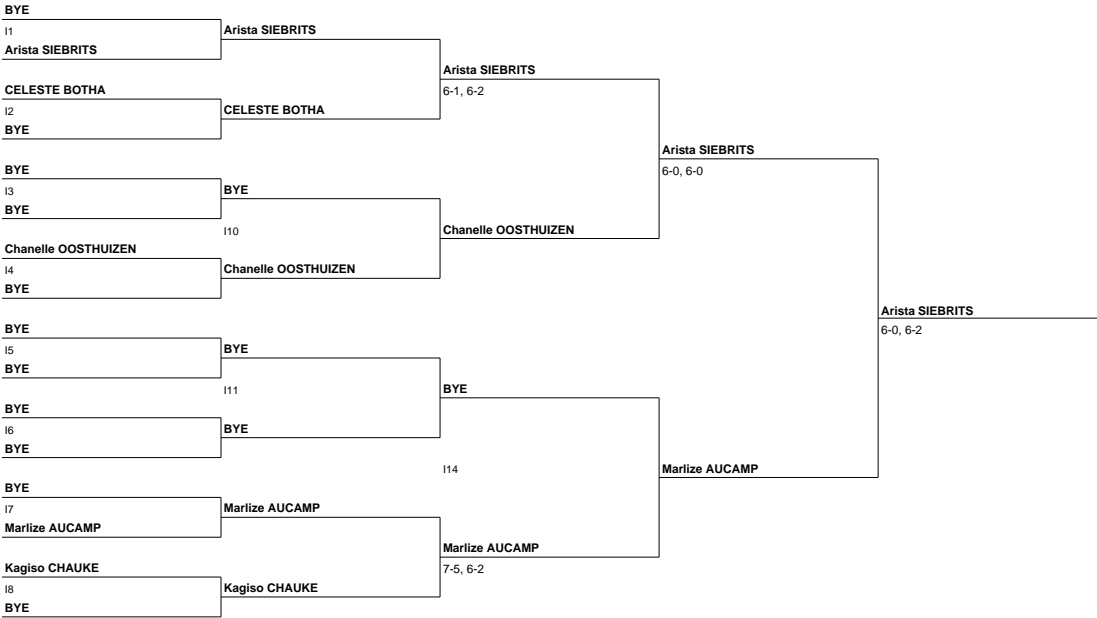 BYE
I1
Arista SIEBRITS
CELESTE BOTHA
I2
BYE
BYE
I3
BYE
Chanelle OOSTHUIZEN
I4
BYE
BYE
I5
BYE
BYE
I6
BYE
BYE
I7
Marlize AUCAMP
Kagiso CHAUKE
I8
BYE
Arista SIEBRITS
CELESTE BOTHA
BYE
I10
Chanelle OOSTHUIZEN
BYE
I11
BYE
Marlize AUCAMP
Kagiso CHAUKE
Arista SIEBRITS
6-1, 6-2
Chanelle OOSTHUIZEN
BYE
I14
Marlize AUCAMP
7-5, 6-2
Arista SIEBRITS
6-0, 6-0
Marlize AUCAMP
Arista SIEBRITS
6-0, 6-2